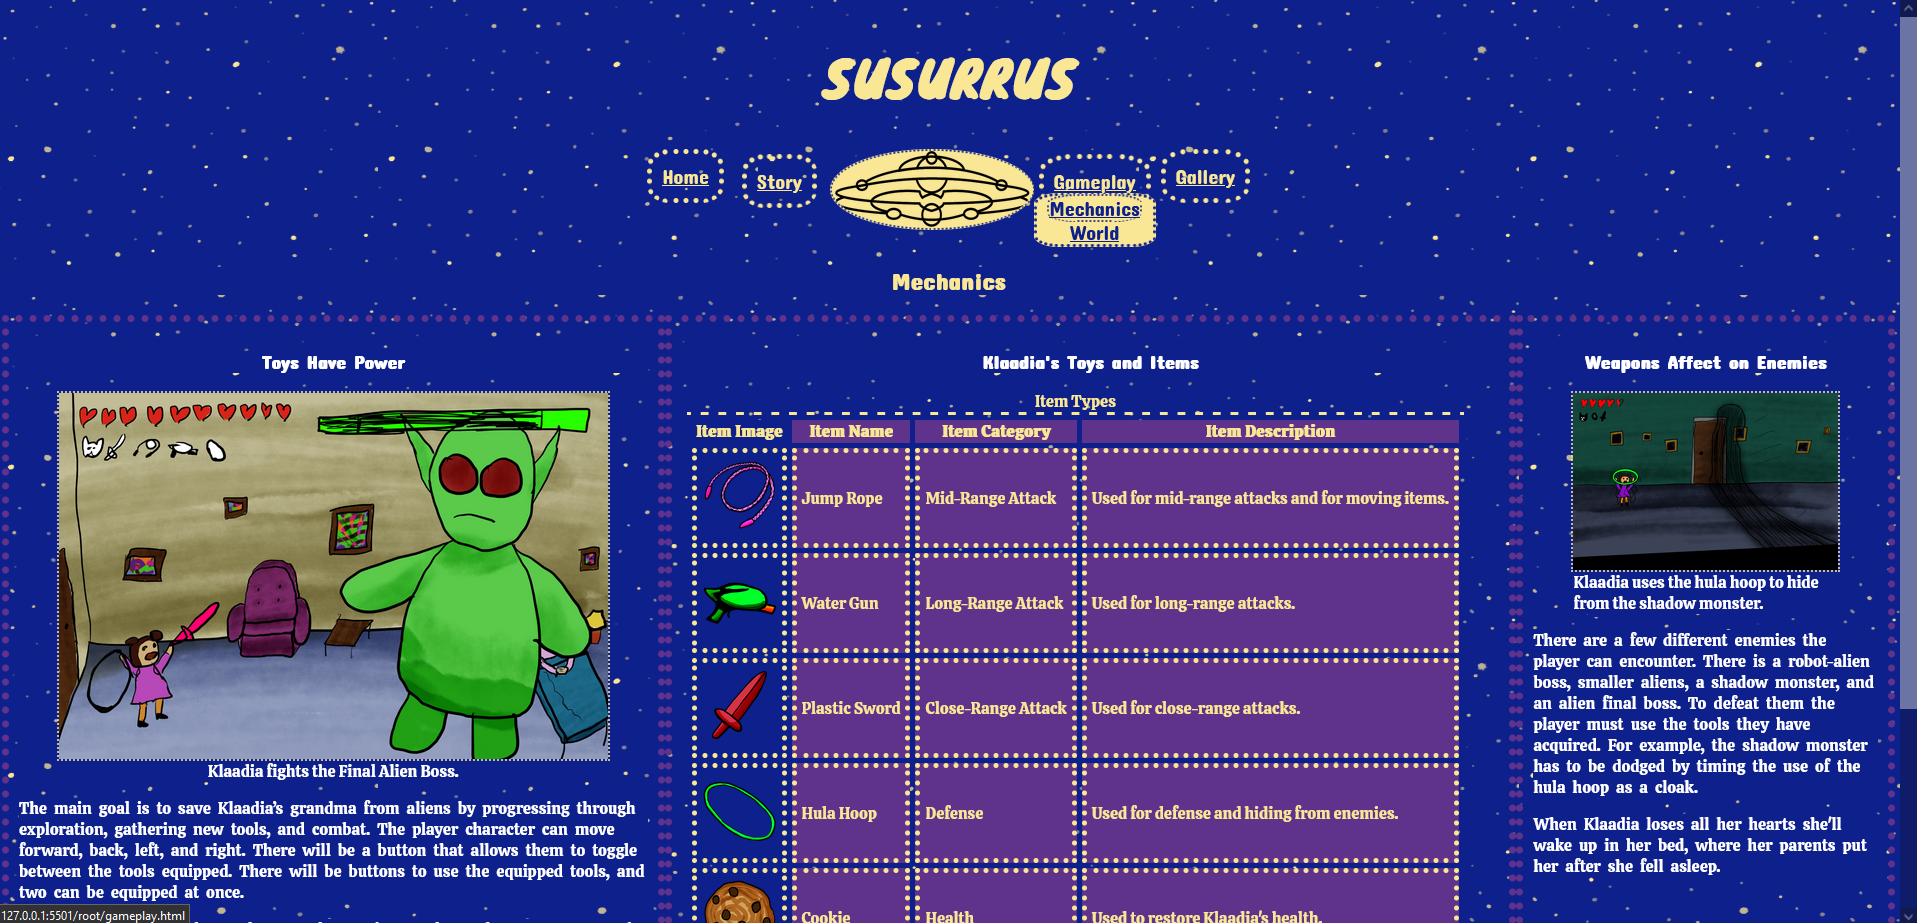 SUSURRUS
Home
Story
Gameplay
Gallery
Mechanics
World
Mechanics
Toys Have Power
Klaadia fights the Final Alien Boss.
The main goal is to save Klaadia’s grandma from aliens by progressing through
exploration, gathering new tools, and combat. The player character can move
forward, back, left, and right. There will be a button that allows them to toggle
between the tools equipped. There will be buttons to use the equipped tools, and
two can be equipped at once.
Klaadia's Toys and Items
Item Types
Item Image Item Name Item Category Item Description
Jump Rope Mid-Range Attack Used for mid-range attacks and for moving items.
Water Gun Long-Range Attack Used for long-range attacks.
Plastic Sword Close-Range Attack Used for close-range attacks.
Hula Hoop Defense Used for defense and hiding from enemies.
Cookie Health Used to restore Klaadia's health.
Weapons Affect on Enemies
Klaadia uses the hula hoop to hide
from the shadow monster.
There are a few different enemies the
player can encounter. There is a robot-alien
boss, smaller aliens, a shadow monster, and
an alien final boss. To defeat them the
player must use the tools they have
acquired. For example, the shadow monster
has to be dodged by timing the use of the
hula hoop as a cloak.
When Klaadia loses all her hearts she'll
wake up in her bed, where her parents put
her after she fell asleep.
127.0.0.1:5501/root/gameplay.html